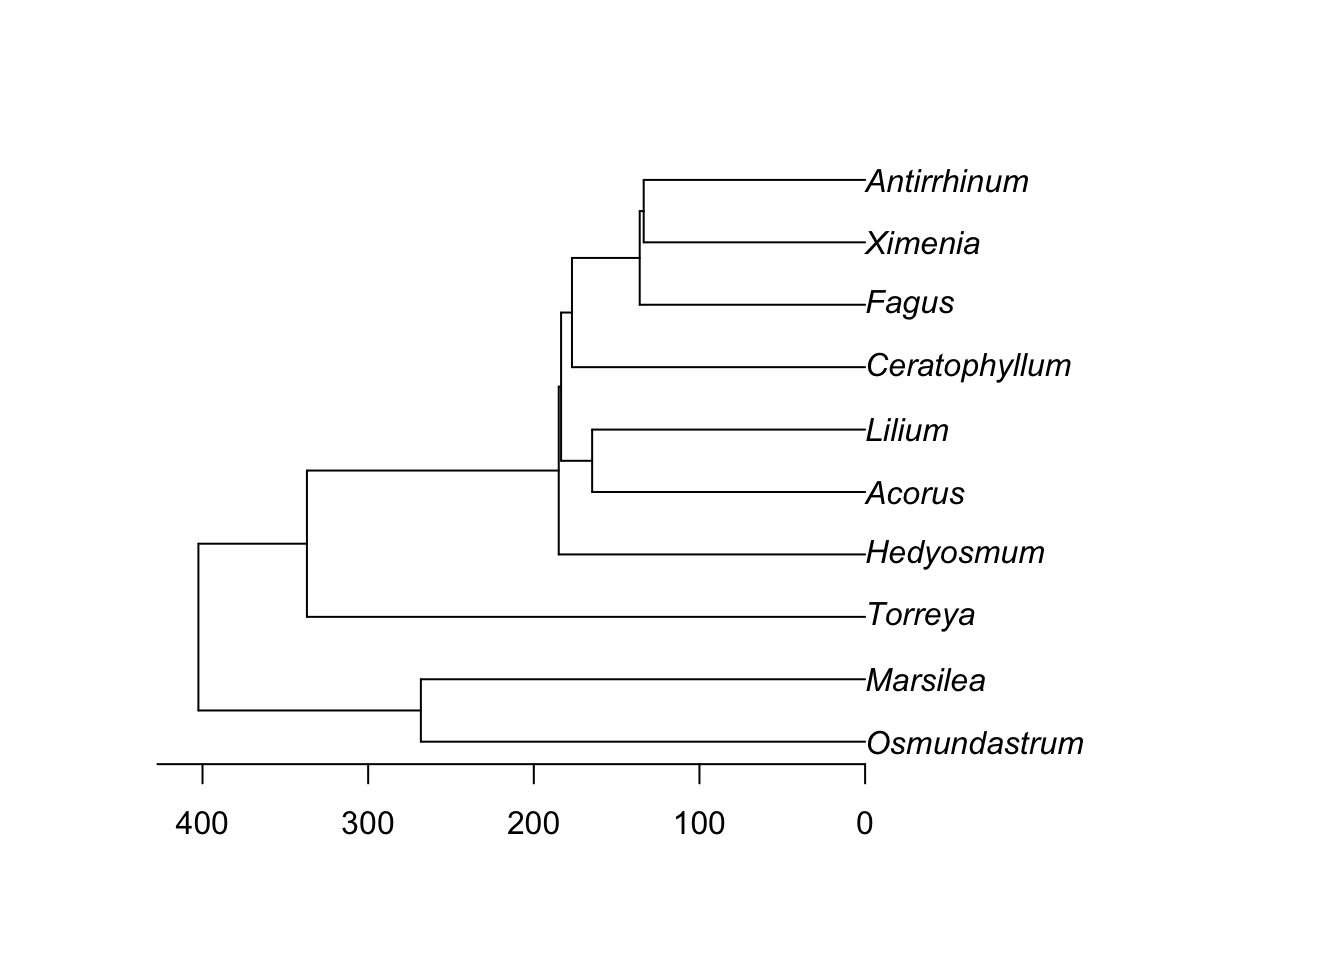 Antirrhinum
Ximenia
Fagus
Ceratophyllum
Lilium
Acorus
Hedyosmum
Torreya
Marsilea
Osmundastrum
400 300 200 100 0